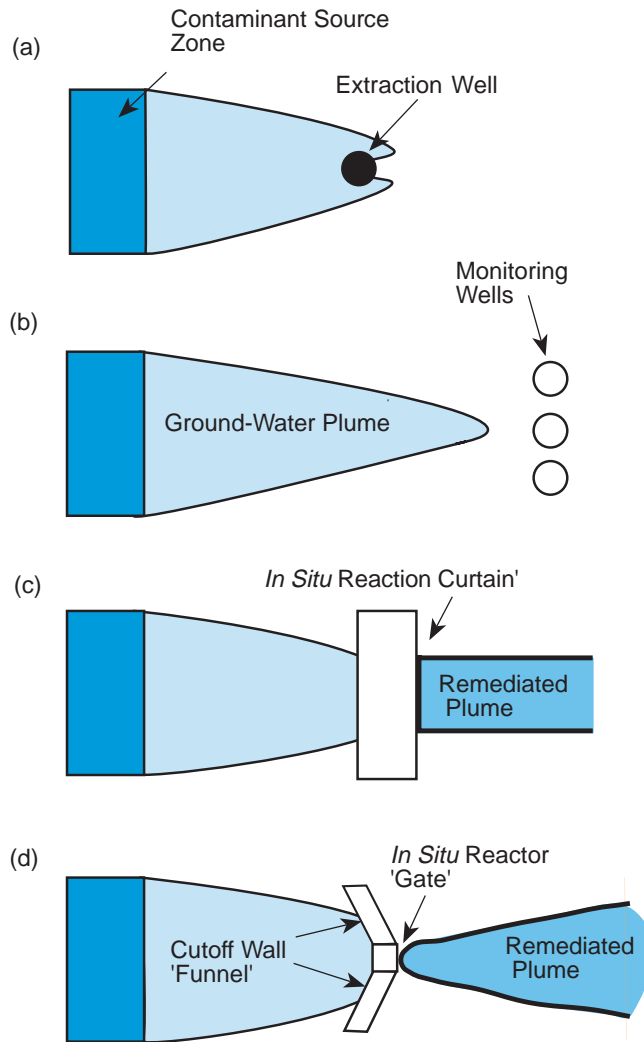 (a)
Contaminant Source
Zone
Extraction Well
(b)
Monitoring
Wells
Ground-Water Plume
(c)
In Situ Reaction Curtain'
Remediated
Plume
(d)
In Situ Reactor
'Gate'
Cutoff Wall
'Funnel'
Remediated
Plume